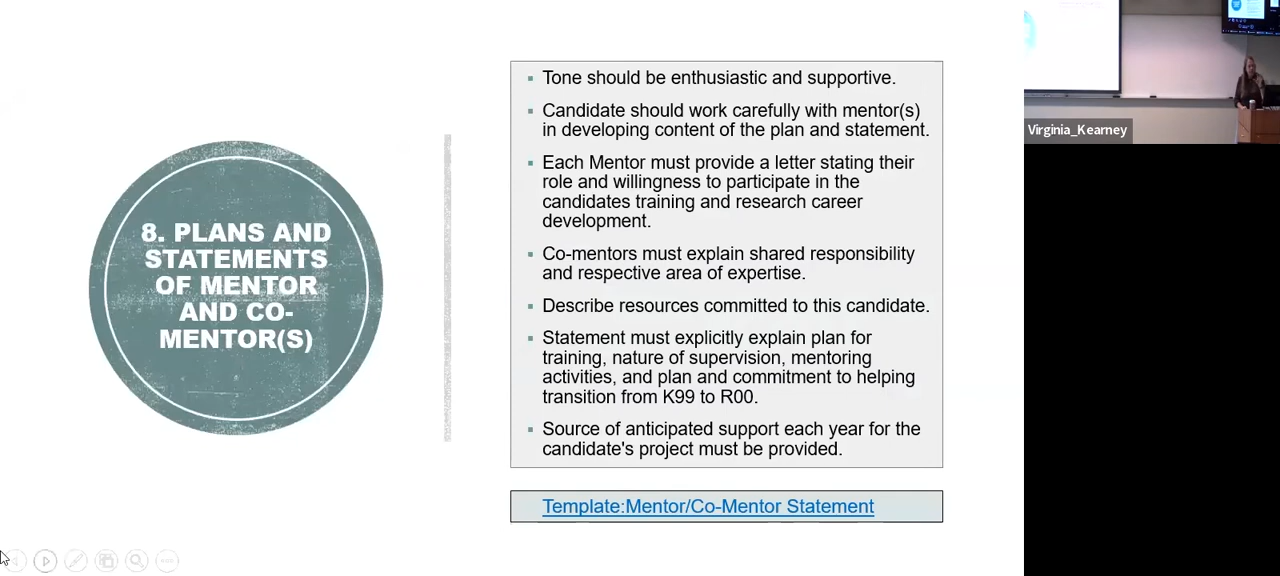 8. PLANS AND
STATEMENTS
OF MENTOR
AND CO-
MENTOR(S)
Tone should be enthusiastic and supportive.
Candidate should work carefully with mentor(s)
in developing content of the plan and statement.
Each Mentor must provide a letter stating their
role and willingness to participate in the
candidates training and research career
development.
Co-mentors must explain shared responsibility
and respective area of expertise.
Describe resources committed to this candidate.
Statement must explicitly explain plan for
training, nature of supervision, mentoring
activities, and plan and commitment to helping
transition from K99 to R00.
Source of anticipated support each year for the
candidate's project must be provided.
Template:Mentor/Co-Mentor Statement
Virginia_Kearney